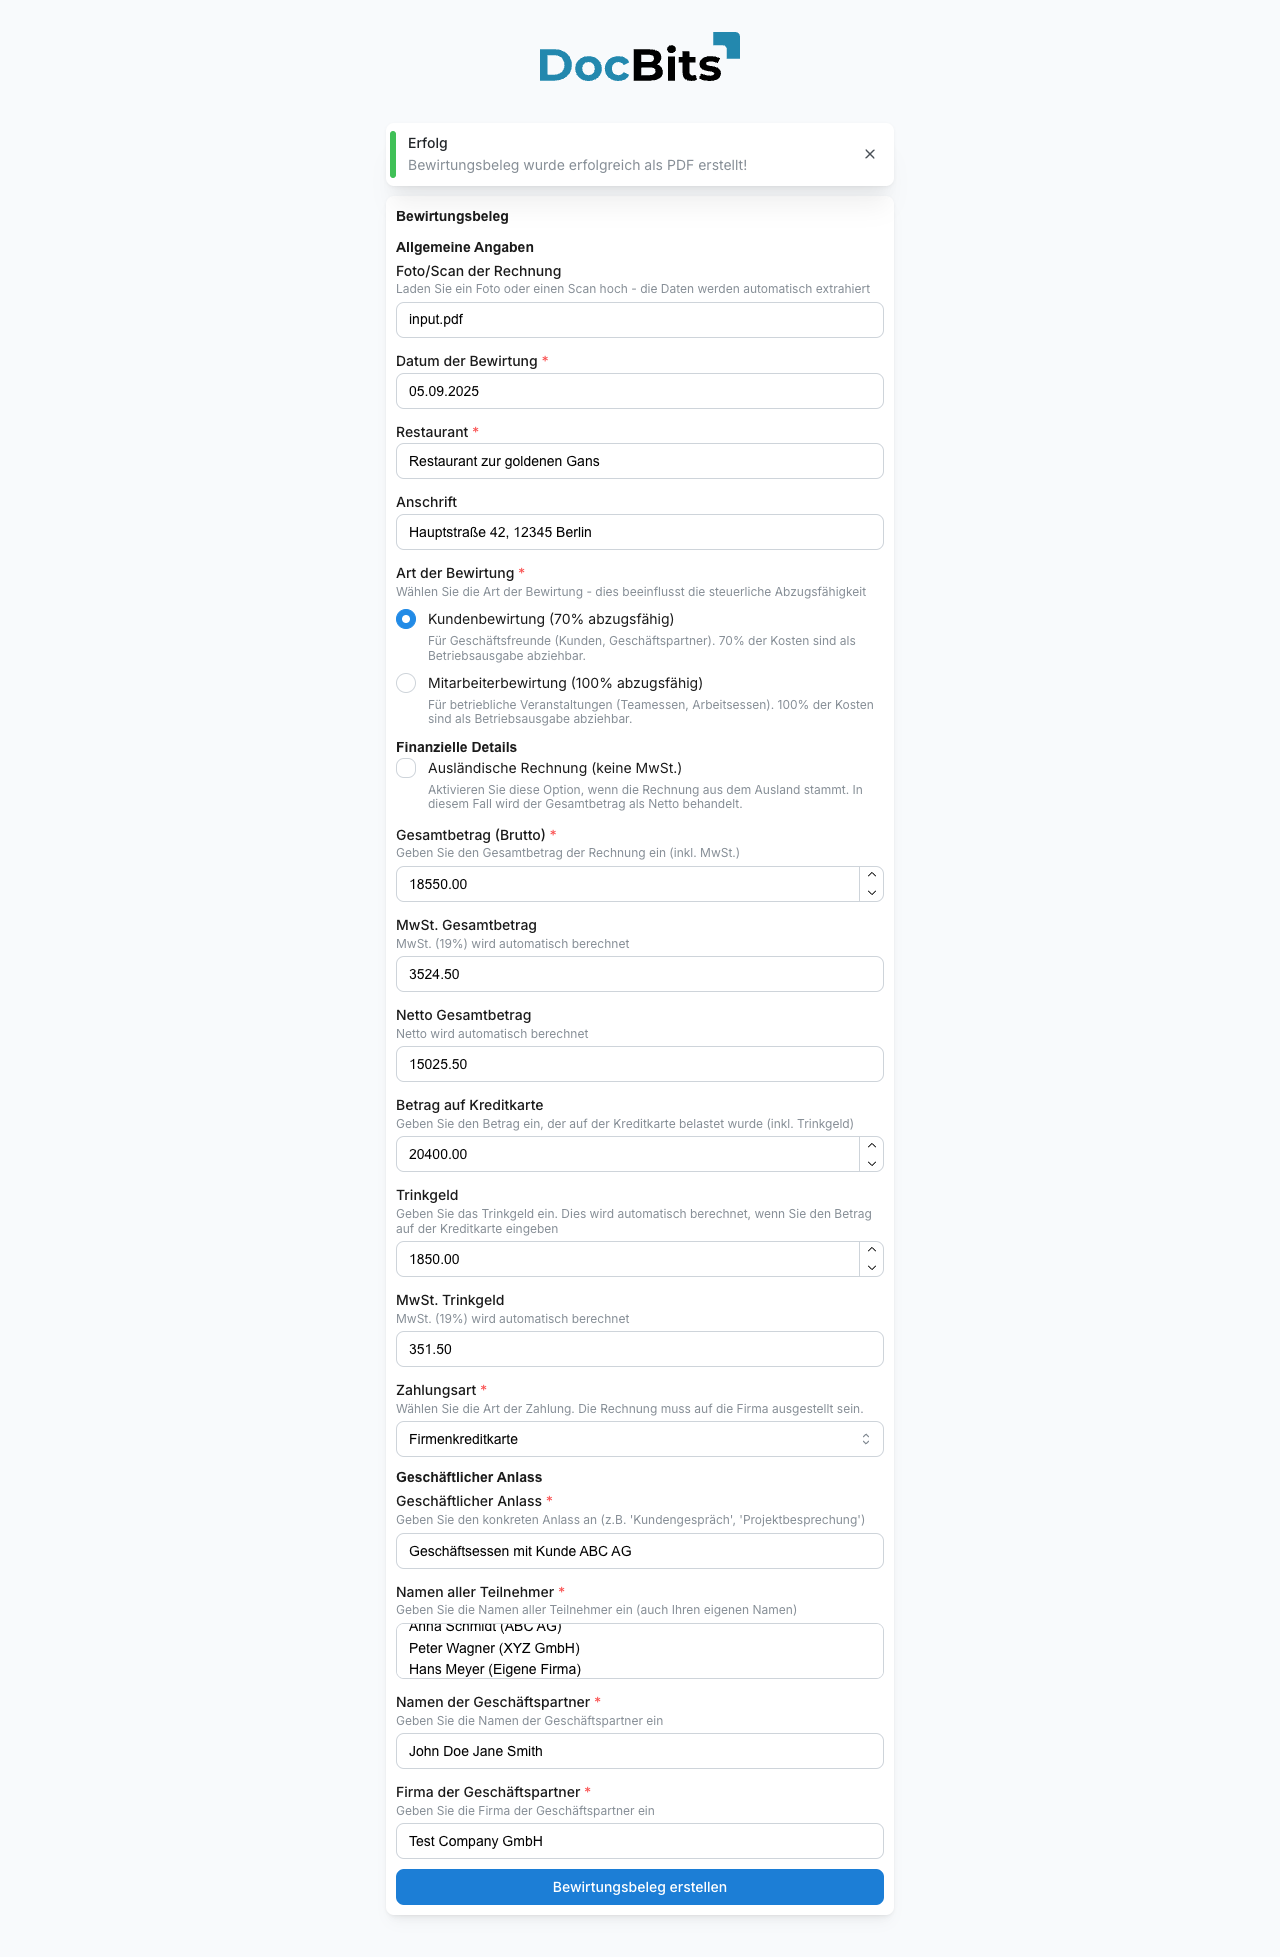 DocBits
Erfolg
Bewirtungsbeleg wurde erfolgreich als PDF erstellt!
Bewirtungsbeleg
Allgemeine Angaben
Foto/Scan der Rechnung
Laden Sie ein Foto oder einen Scan hoch - die Daten werden automatisch extrahiert
input.pdf
Datum der Bewirtung *
05.09.2025
Restaurant *
Restaurant zur goldenen Gans
Anschrift
Hauptstraße 42, 12345 Berlin
Art der Bewirtung *
Wählen Sie die Art der Bewirtung - dies beeinflusst die steuerliche Abzugsfähigkeit
Kundenbewirtung (70% abzugsfähig)
Für Geschäftsfreunde (Kunden, Geschäftspartner). 70% der Kosten sind als
Betriebsausgabe abziehbar.
Mitarbeiterbewirtung (100% abzugsfähig)
Für betriebliche Veranstaltungen (Teamessen, Arbeitsessen). 100% der Kosten
sind als Betriebsausgabe abziehbar.
Finanzielle Details
Ausländische Rechnung (keine MwSt.)
Aktivieren Sie diese Option, wenn die Rechnung aus dem Ausland stammt. In
diesem Fall wird der Gesamtbetrag als Netto behandelt.
Gesamtbetrag (Brutto) *
Geben Sie den Gesamtbetrag der Rechnung ein (inkl. MwSt.)
18550.00
MwSt. Gesamtbetrag
MwSt. (19%) wird automatisch berechnet
3524.50
Netto Gesamtbetrag
Netto wird automatisch berechnet
15025.50
Betrag auf Kreditkarte
Geben Sie den Betrag ein, der auf der Kreditkarte belastet wurde (inkl. Trinkgeld)
20400.00
Trinkgeld
Geben Sie das Trinkgeld ein. Dies wird automatisch berechnet, wenn Sie den Betrag
auf der Kreditkarte eingeben
1850.00
MwSt. Trinkgeld
MwSt. (19%) wird automatisch berechnet
351.50
Zahlungsart *
Wählen Sie die Art der Zahlung. Die Rechnung muss auf die Firma ausgestellt sein.
Firmenkreditkarte
Geschäftlicher Anlass
Geschäftlicher Anlass *
Geben Sie den konkreten Anlass an (z.B. 'Kundengespräch', 'Projektbesprechung')
Geschäftsessen mit Kunde ABC AG
Namen aller Teilnehmer *
Geben Sie die Namen aller Teilnehmer ein (auch Ihren eigenen Namen)
Anna Schmidt (ABC AG)
Peter Wagner (XYZ GmbH)
Hans Meyer (Eigene Firma)
Namen der Geschäftspartner *
Geben Sie die Namen der Geschäftspartner ein
John Doe Jane Smith
Firma der Geschäftspartner *
Geben Sie die Firma der Geschäftspartner ein
Test Company GmbH
Bewirtungsbeleg erstellen